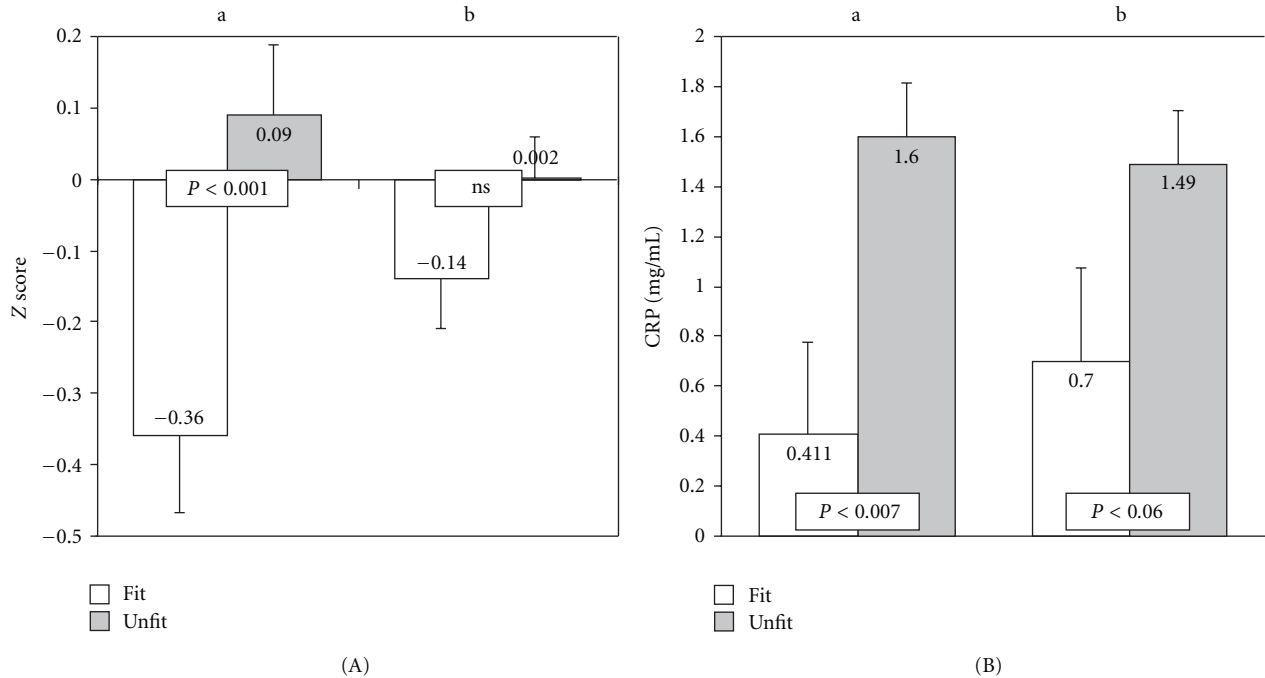 a b
0.2
0.1
0
−0.1
−0.2
−0.3
−0.4
−0.5
Z score
0.09
0.002
P < 0.001
ns
−0.14
−0.36
Fit
Unfit
(A)
a b
2
1.8
1.6
1.4
1.2
1
0.8
0.6
0.4
0.2
0
CRP (mg/mL)
1.6
1.49
0.7
0.411
P < 0.007
P < 0.06
Fit
Unfit
(B)